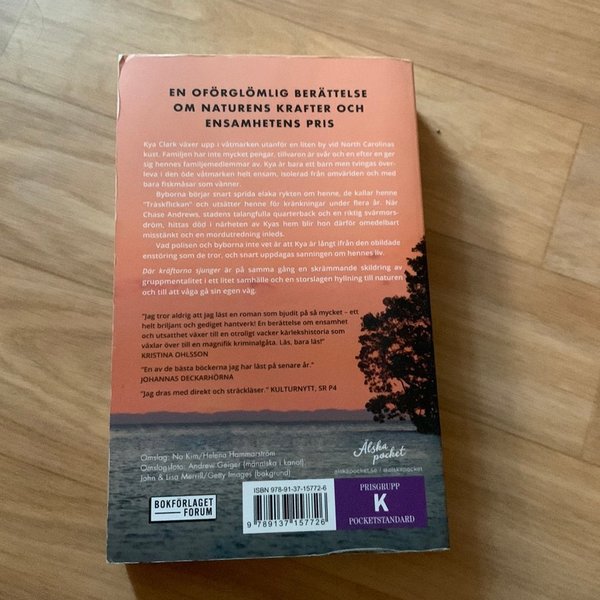 EN OFÖRGLÖMLIG BERÄTTELSE
OM NATURENS KRAFTER OCH
ENSAMHETENS PRIS
Kya Clark växer upp i våtmarken utanför en liten by vid North Carolinas
kust. Familjen har inte mycket pengar, tillvaron är svår och en efter en ger
sig hennes familjemedlemmar av. Kya är bara ett barn men tvingas över-
leva i den öde våtmarken helt ensam, isolerad från omvärlden och med
bara fiskmåsar som vänner.
Byborna börjar snart sprida elaka rykten om henne, de kallar henne
"Träskflickan" och utsätter henne för kränkningar under flera år. När
Chase Andrews, stadens talangfulla quarterback och en riktig svärmors-
dröm, hittas död i närheten av Kyas hem blir hon därför omedelbart
misstänkt och en mordutredning inleds.
Vad polisen och byborna inte vet är att Kya är långt ifrån den obildade
enstöring som de tror, och snart uppdagas sanningen om hennes liv.
Där kräftorna sjunger är på samma gång en skrämmande skildring av
gruppmentalitet i ett litet samhälle och en storslagen hyllning till naturen
och till att våga gå sin egen väg.
"Jag tror aldrig att jag läst en roman som bjudit på så mycket – ett
helt briljant och gediget hantverk! En berättelse om ensamhet
och utsatthet växer till en otroligt vacker kärlekshistoria som
växlar över till en magnifik kriminalgåta. Läs, bara läs!"
KRISTINA OHLSSON
"En av de bästa böckerna jag har läst på senare år."
JOHANNAS DECKARHÖRNA
"Jag dras med direkt och sträckläser." KULTURNYTT, SR P4
Omslag: Na Kim/Helena Hammarström
Omslagsfoto: Andrew Geiger (människa i kanot),
John & Lisa Merrill/Getty Images (bakgrund)
Älska
pocket
alskapocket.se / @alskapocket
BOKFÖRLAGET
FORUM
ISBN 978-91-37-15772-6
9 789137 157726
PRISGRUPP
K
POCKETSTANDARD